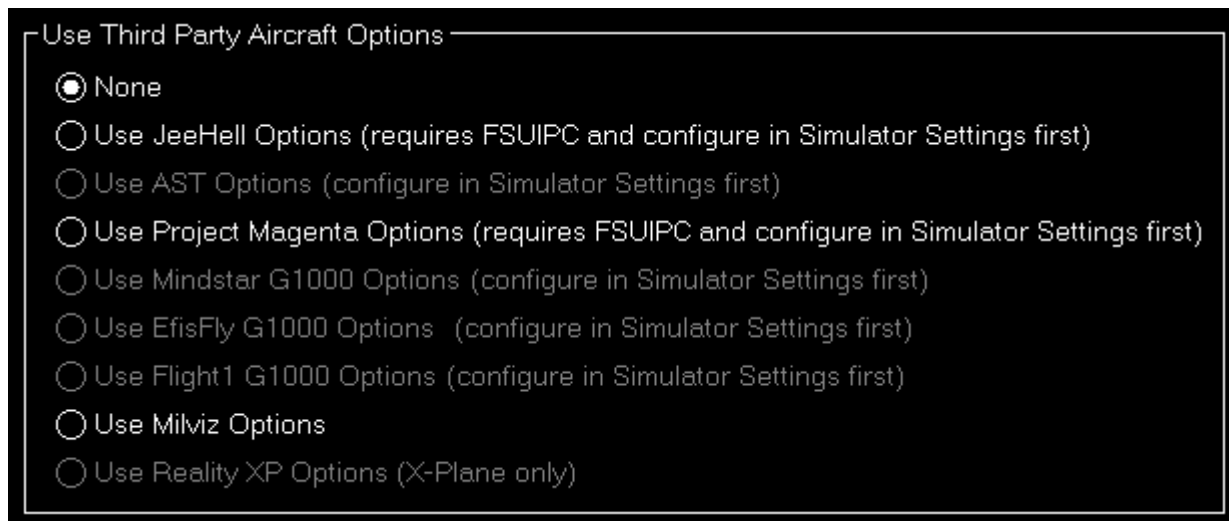 Use Third Party Aircraft Options
None
Use JeeHell Options (requires FSUIPC and configure in Simulator Settings first)
Use AST Options (configure in Simulator Settings first)
Use Project Magenta Options (requires FSUIPC and configure in Simulator Settings first)
Use Mindstar G1000 Options (configure in Simulator Settings first)
Use EfisFly G1000 Options (configure in Simulator Settings first)
Use Flight1 G1000 Options (configure in Simulator Settings first)
Use Milviz Options
Use Reality XP Options (X-Plane only)